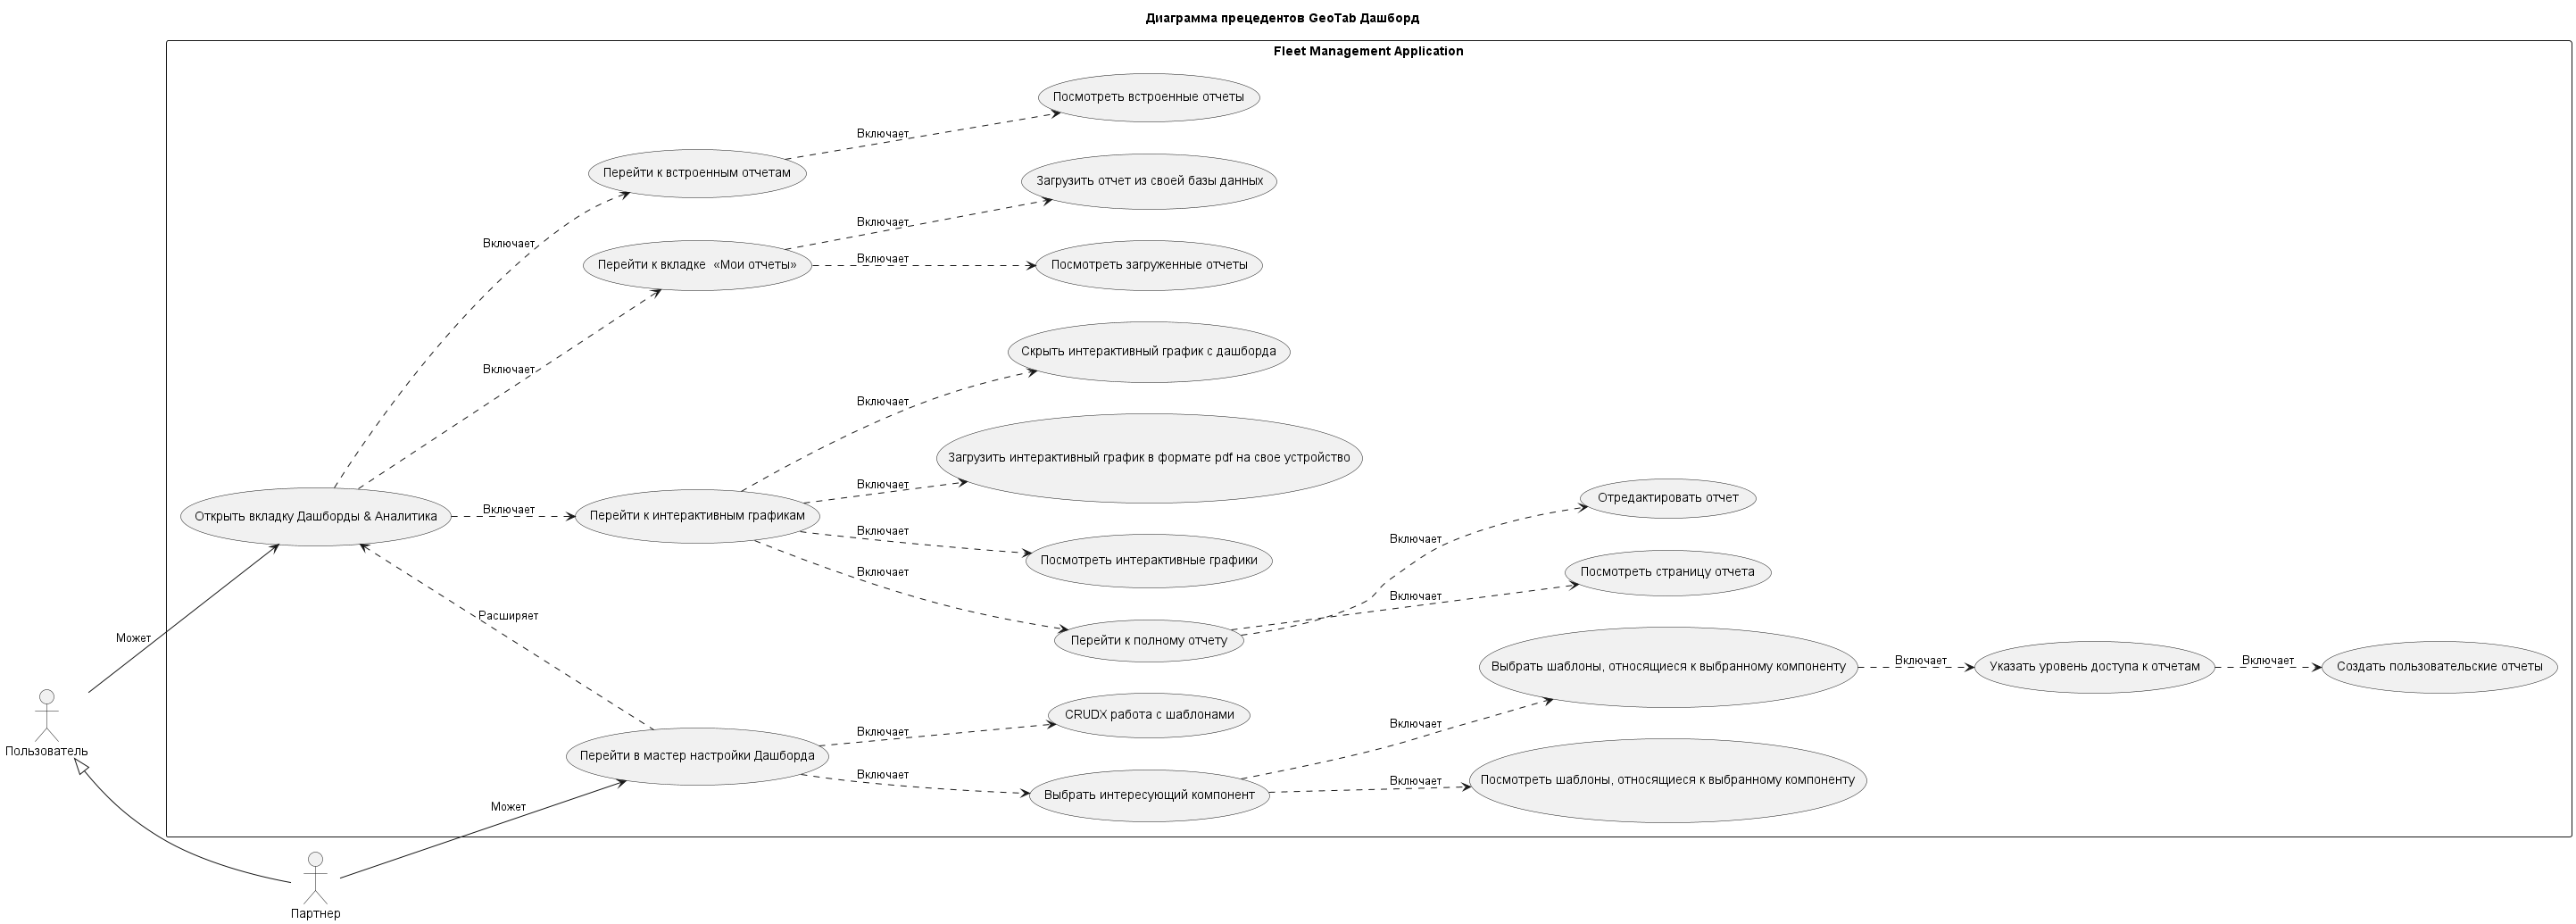 Диаграмма прецедентов GeoTab Дашборд
Fleet Management Application
Посмотреть встроенные отчеты
Включает
Перейти к встроенным отчетам
Загрузить отчет из своей базы данных
Включает
Включает
Перейти к вкладке «Мои отчеты»
Включает
Посмотреть загруженные отчеты
Скрыть интерактивный график с дашборда
Включает
Включает
Загрузить интерактивный график в формате pdf на свое устройство
Включает
Отредактировать отчет
Открыть вкладку Дашборды & Аналитика
Включает
Перейти к интерактивным графикам
Включает
Включает
Посмотреть интерактивные графики
Включает
Посмотреть страницу отчета
Включает
Расширяет
Может
Перейти к полному отчету
Выбрать шаблоны, относящиеся к выбранному компоненту
Включает
Указать уровень доступа к отчетам
Включает
Создать пользовательские отчеты
CRUDX работа с шаблонами
Включает
Включает
Пользователь
Перейти в мастер настройки Дашборда
Включает
Выбрать интересующий компонент
Включает
Посмотреть шаблоны, относящиеся к выбранному компоненту
Может
Партнер